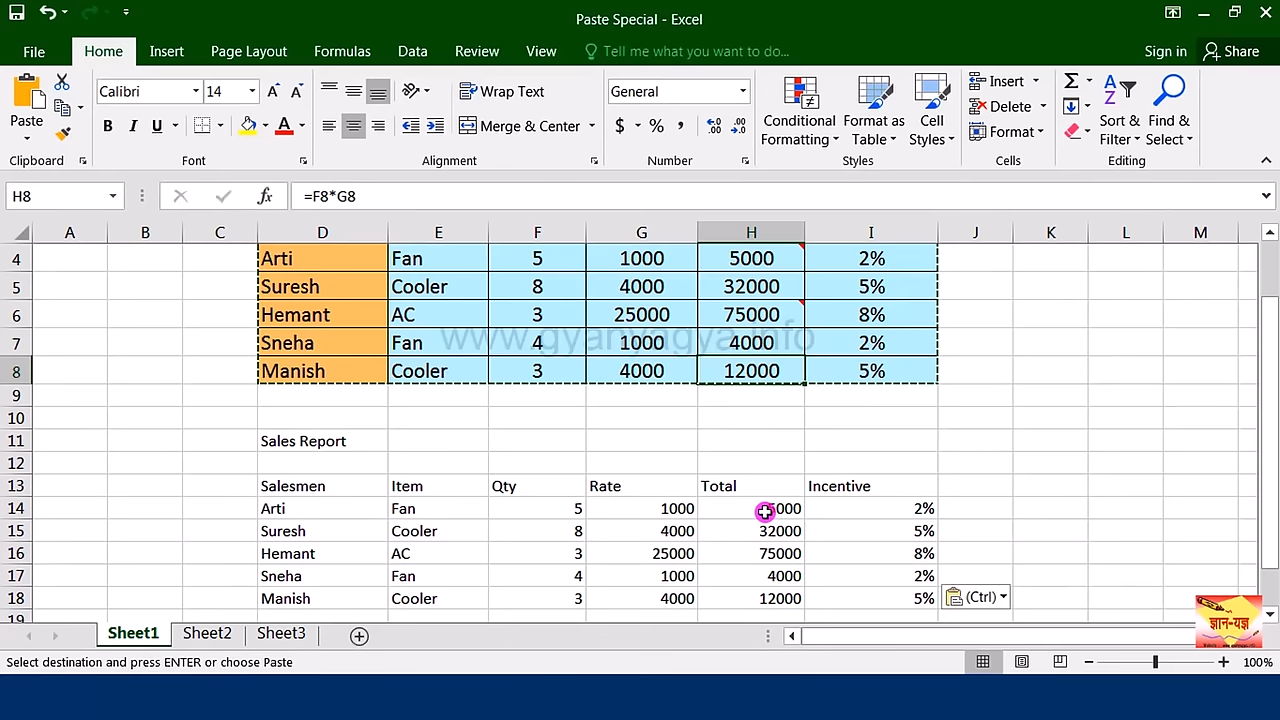 Paste Special - Excel
File Home Insert Page Layout Formulas Data Review View Tell me what you want to do... Sign in Share
Paste
Calibri 14
B I U
Wrap Text
Merge & Center
General
$ % ,
Conditional Formatting
Format as Table
Cell Styles
Insert
Delete
Format
Sort & Filter
Find & Select
Clipboard Font Alignment Number Styles Cells Editing
H8 fx =F8*G8
A B C D E F G H I J K L M
4 Arti Fan 5 1000 5000 2%
5 Suresh Cooler 8 4000 32000 5%
6 Hemant AC 3 25000 75000 8%
7 Sneha Fan 4 1000 4000 2%
www.gyanyagya.info
8 Manish Cooler 3 4000 12000 5%
9
10
11 Sales Report
12
13 Salesmen Item Qty Rate Total Incentive
14 Arti Fan 5 1000 5000 2%
15 Suresh Cooler 8 4000 32000 5%
16 Hemant AC 3 25000 75000 8%
17 Sneha Fan 4 1000 4000 2%
18 Manish Cooler 3 4000 12000 5%
(Ctrl)
19
ज्ञान-यज्ञ
Sheet1 Sheet2 Sheet3
Select destination and press ENTER or choose Paste 100%